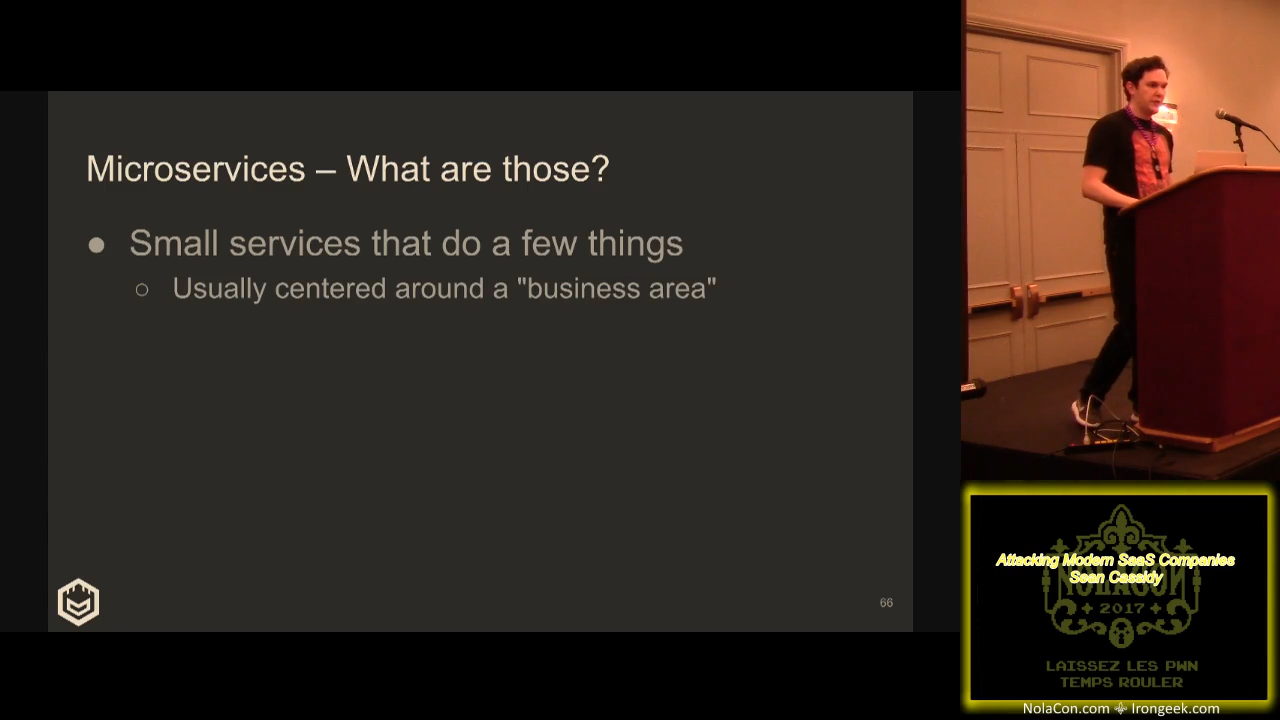 Microservices – What are those?
● Small services that do a few things
○ Usually centered around a "business area"
66
Attacking Modern SaaS Companies
Sean Cassidy
NOLACON
2017
LAISSEZ LES PWN
TEMPS ROULER
NolaCon.com ⚜ Irongeek.com